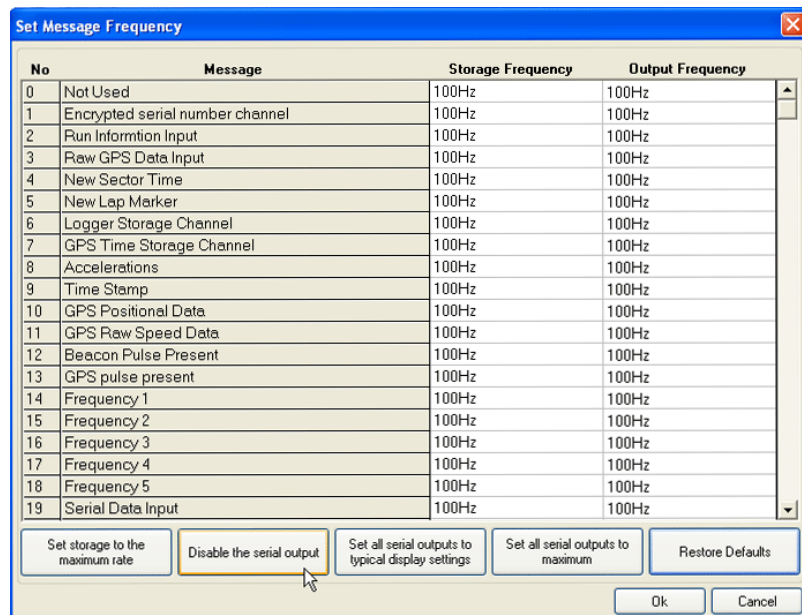 Set Message Frequency
No Message Storage Frequency Output Frequency
0 Not Used 100Hz 100Hz
1 Encrypted serial number channel 100Hz 100Hz
2 Run Informtion Input 100Hz 100Hz
3 Raw GPS Data Input 100Hz 100Hz
4 New Sector Time 100Hz 100Hz
5 New Lap Marker 100Hz 100Hz
6 Logger Storage Channel 100Hz 100Hz
7 GPS Time Storage Channel 100Hz 100Hz
8 Accelerations 100Hz 100Hz
9 Time Stamp 100Hz 100Hz
10 GPS Positional Data 100Hz 100Hz
11 GPS Raw Speed Data 100Hz 100Hz
12 Beacon Pulse Present 100Hz 100Hz
13 GPS pulse present 100Hz 100Hz
14 Frequency 1 100Hz 100Hz
15 Frequency 2 100Hz 100Hz
16 Frequency 3 100Hz 100Hz
17 Frequency 4 100Hz 100Hz
18 Frequency 5 100Hz 100Hz
19 Serial Data Input 100Hz 100Hz
Set storage to the
maximum rate
Disable the serial output
Set all serial outputs to
typical display settings
Set all serial outputs to
maximum
Restore Defaults
Ok Cancel